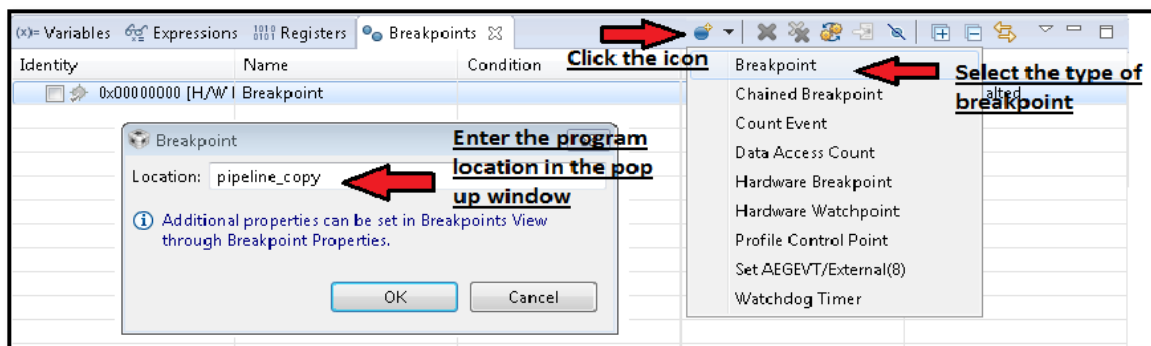 (x)= Variables Expressions 1010 0101 Registers Breakpoints
Click the icon
Identity Name Condition
0x00000000 [H/W Breakpoint
Breakpoint
Chained Breakpoint
Count Event
Data Access Count
Hardware Breakpoint
Hardware Watchpoint
Profile Control Point
Set AEGEVT/External(8)
Watchdog Timer
Select the type of
breakpoint
alted
Breakpoint
Enter the program
location in the pop
up window
Location: pipeline_copy
Additional properties can be set in Breakpoints View
through Breakpoint Properties.
OK Cancel